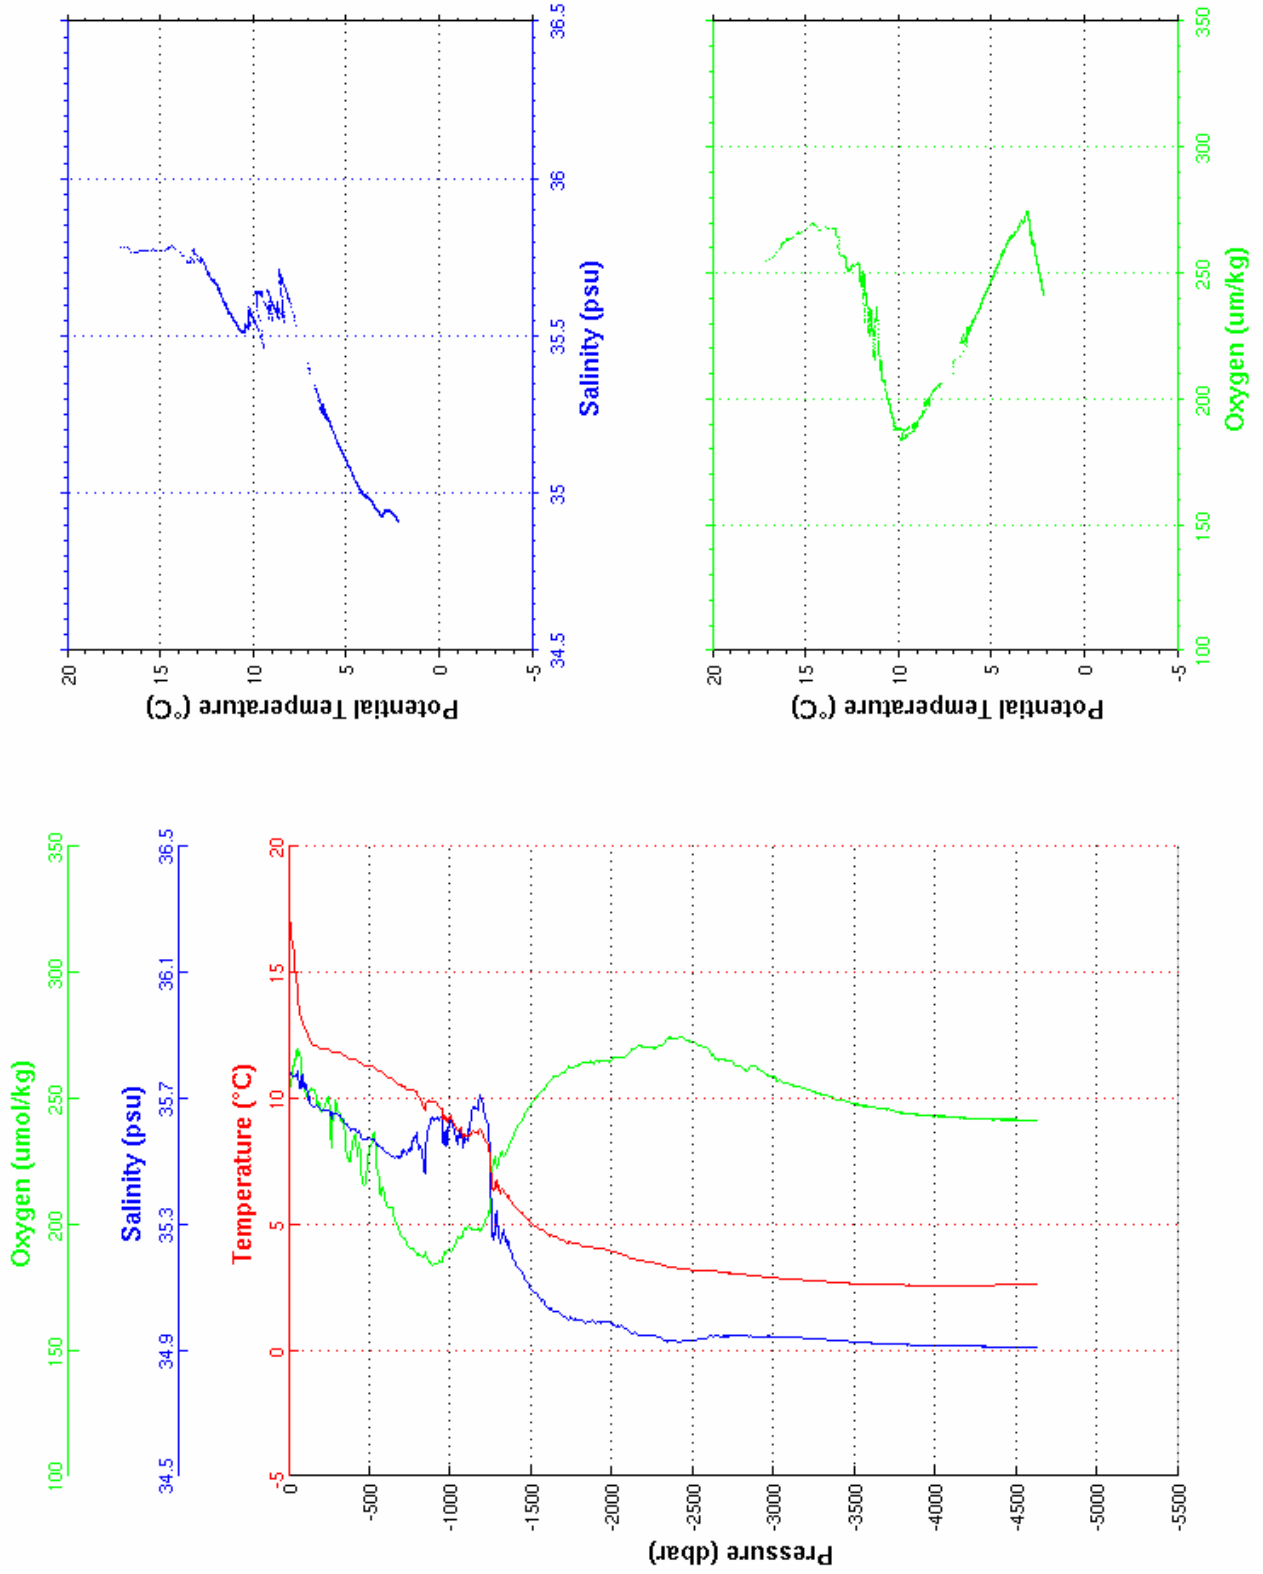 Oxygen (umol/kg)
100 150 200 250 300 350
Salinity (psu)
34.5 34.9 35.3 35.7 36.1 36.5
Temperature (°C)
-5 0 5 10 15 20
0
-500
-1000
-1500
-2000
-2500
-3000
-3500
-4000
-4500
-5000
-5500
Pressure (dbar)
20
15
10
5
0
-5
Potential Temperature (°C)
34.5 35 35.5 36 36.5
Salinity (psu)
20
15
10
5
0
-5
Potential Temperature (°C)
100 150 200 250 300 350
Oxygen (um/kg)